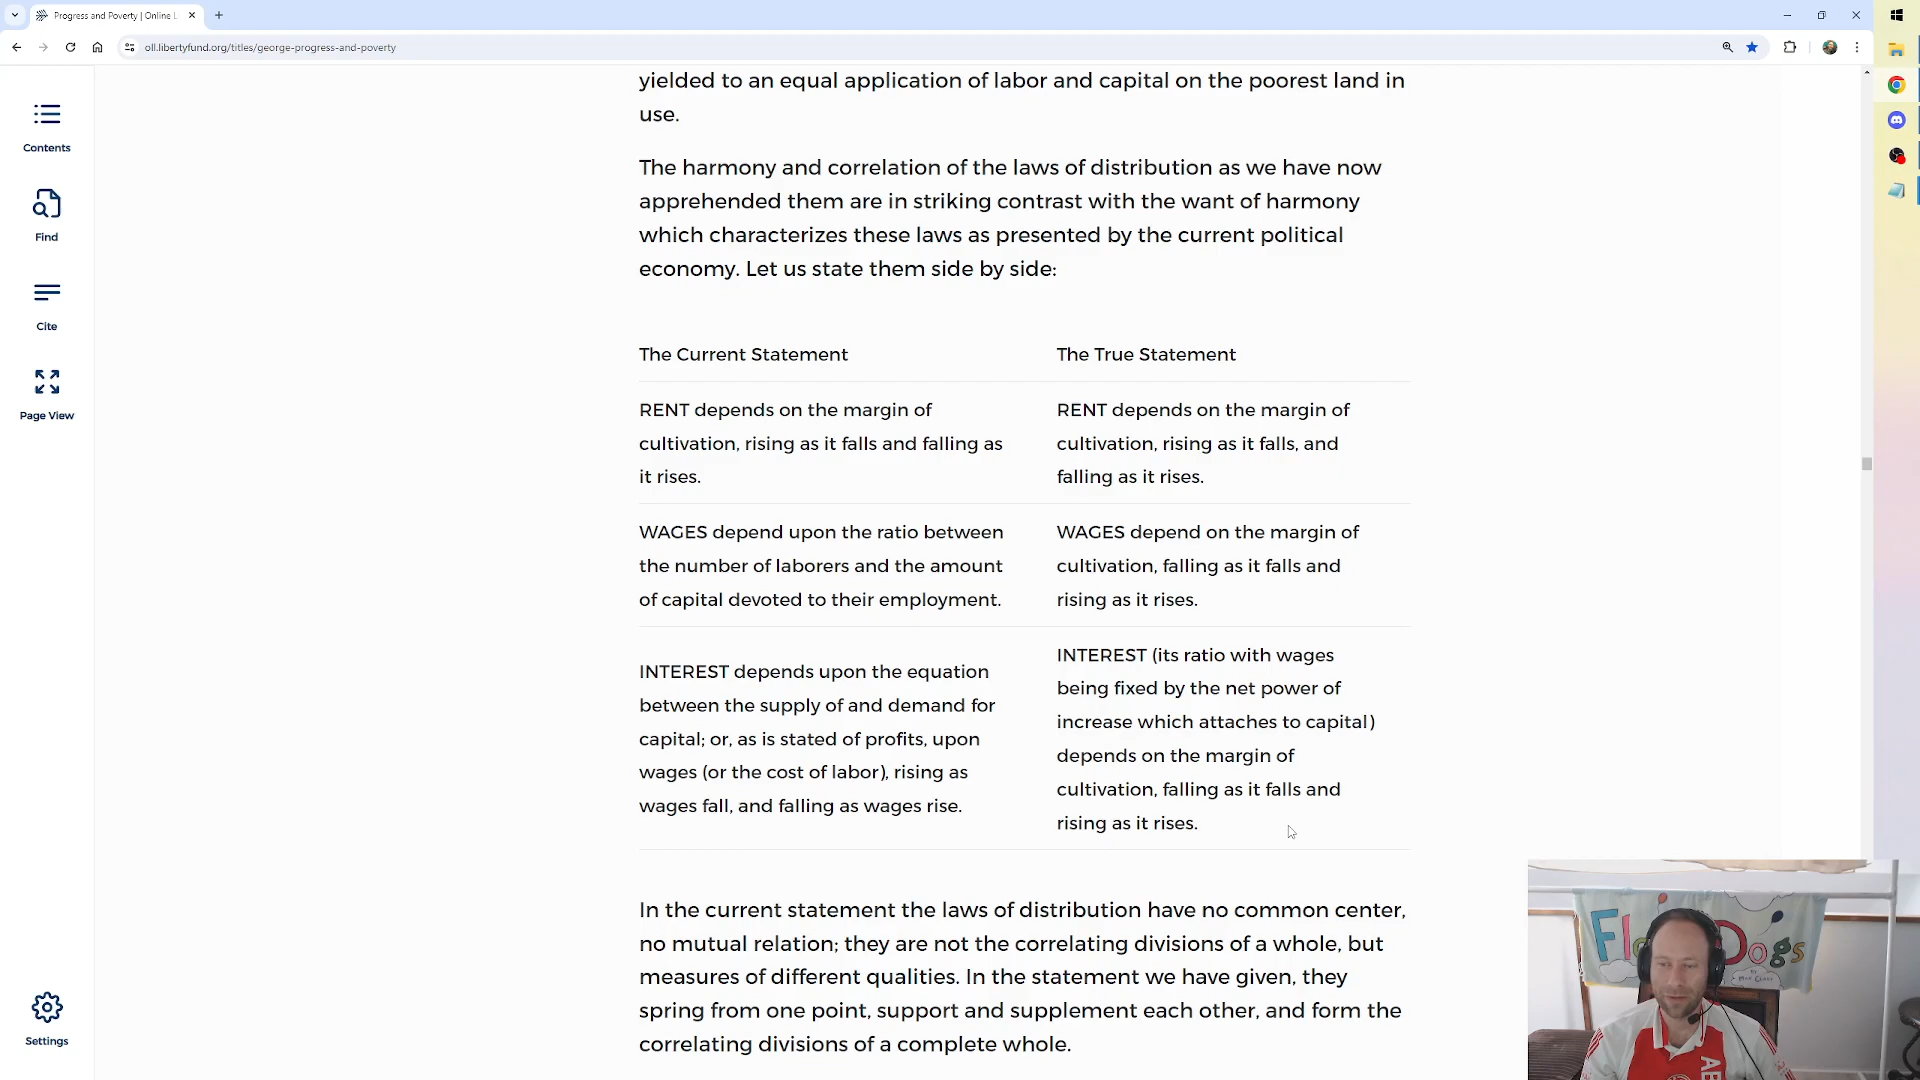 Progress and Poverty | Online L
oll.libertyfund.org/titles/george-progress-and-poverty
Contents
Find
Cite
Page View
Settings
yielded to an equal application of labor and capital on the poorest land in
use.
The harmony and correlation of the laws of distribution as we have now
apprehended them are in striking contrast with the want of harmony
which characterizes these laws as presented by the current political
economy. Let us state them side by side:
The Current Statement
The True Statement
RENT depends on the margin of
cultivation, rising as it falls and falling as
it rises.
RENT depends on the margin of
cultivation, rising as it falls, and
falling as it rises.
WAGES depend upon the ratio between
the number of laborers and the amount
of capital devoted to their employment.
WAGES depend on the margin of
cultivation, falling as it falls and
rising as it rises.
INTEREST depends upon the equation
between the supply of and demand for
capital; or, as is stated of profits, upon
wages (or the cost of labor), rising as
wages fall, and falling as wages rise.
INTEREST (its ratio with wages
being fixed by the net power of
increase which attaches to capital)
depends on the margin of
cultivation, falling as it falls and
rising as it rises.
In the current statement the laws of distribution have no common center,
no mutual relation; they are not the correlating divisions of a whole, but
measures of different qualities. In the statement we have given, they
spring from one point, support and supplement each other, and form the
correlating divisions of a complete whole.
Dogs